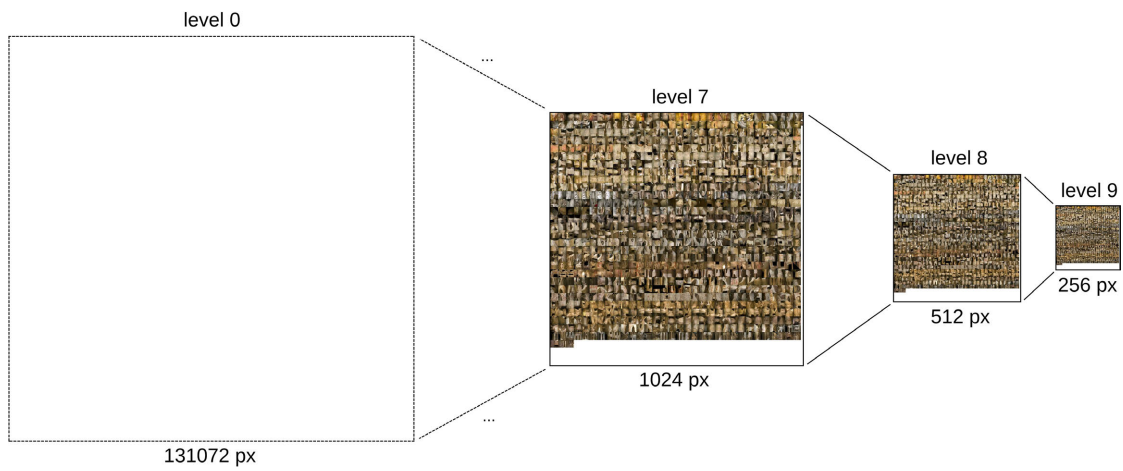 level 0
...
level 7
level 8
level 9
256 px
512 px
1024 px
...
131072 px